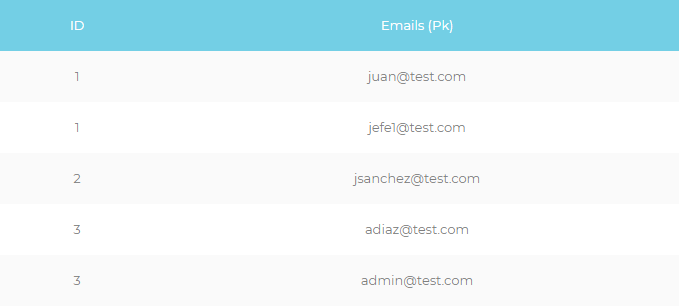 ID Emails (Pk)
1 juan@test.com
1 jefe1@test.com
2 jsanchez@test.com
3 adiaz@test.com
3 admin@test.com